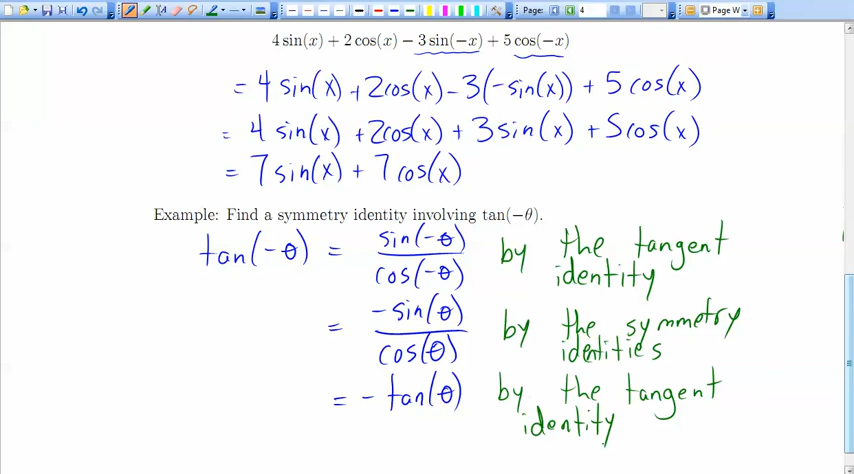 Page: 4 Page W
4 sin(x) + 2 cos(x) − 3 sin(−x) + 5 cos(−x)
= 4 sin(x) + 2cos(x) − 3(−sin(x)) + 5 cos(x)
= 4 sin(x) + 2cos(x) + 3 sin(x) + 5cos(x)
= 7 sin(x) + 7 cos(x)
Example: Find a symmetry identity involving tan(−θ).
tan(−θ) = sin(−θ)/cos(−θ) by the tangent
identity
= −sin(θ)/cos(θ) by the symmetry
identities
= − tan(θ) by the tangent
identity